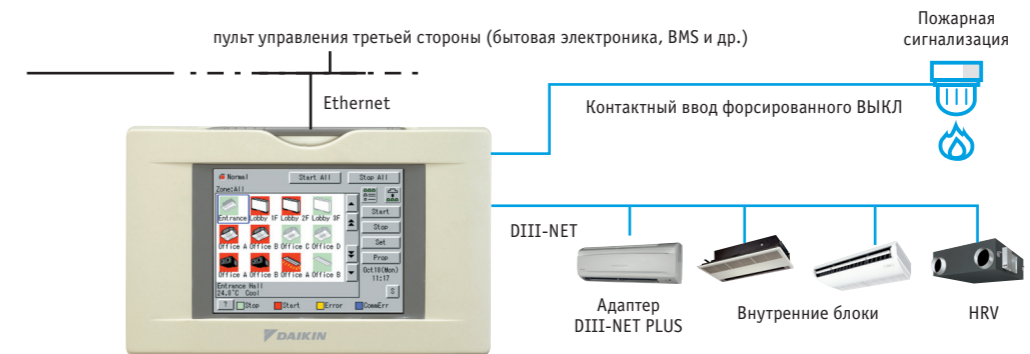 Пожарная
сигнализация
пульт управления третьей стороны (бытовая электроника, BMS и др.)
Ethernet
Контактный ввод форсированного ВЫКЛ
Normal
Start All
Stop All
Zone:All
Entrance
Lobby 1F
Lobby 2F
Lobby 3F
Start
Stop
Office A
Office B
Office C
Office D
Set
Prop
Office A
Office B
Office A
Office B
Oct10(Mon)
11:17
Entrance Hall
24.0°C Cool
?
Stop
Start
Error
CommErr
DAIKIN
DIII-NET
Адаптер
DIII-NET PLUS
Внутренние блоки
HRV